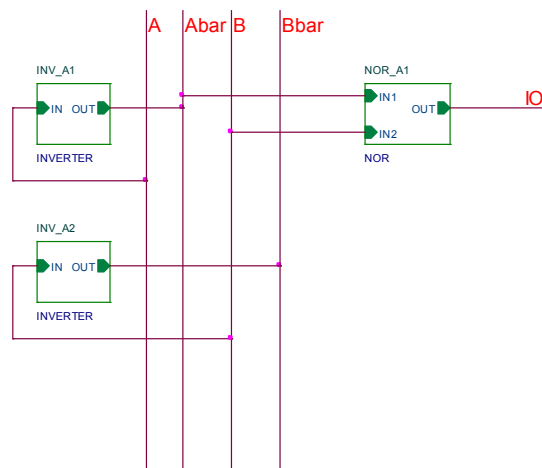 A Abar B Bbar
INV_A1
IN OUT
INVERTER
NOR_A1
IN1
OUT
IN2
NOR
IO
INV_A2
IN OUT
INVERTER